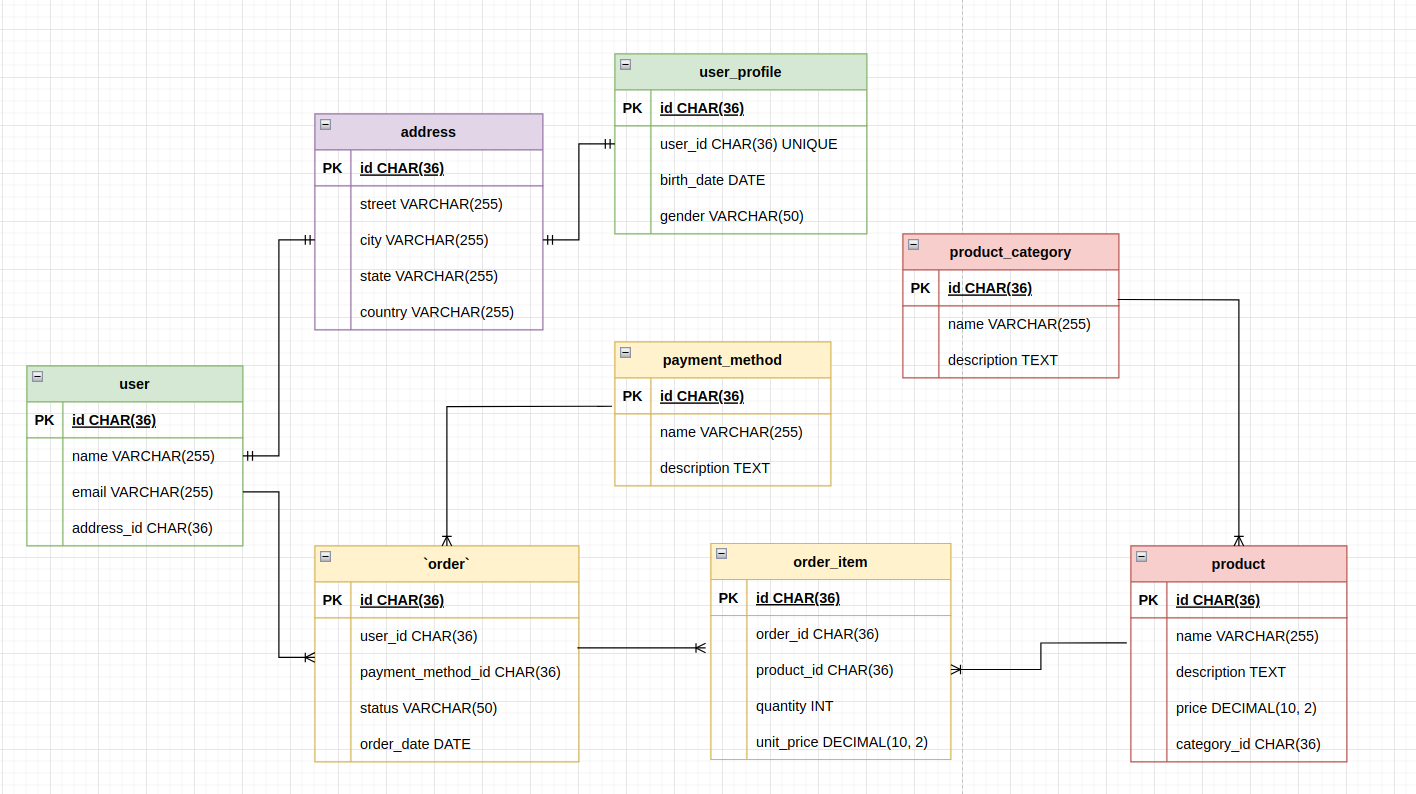 user_profile
PK id CHAR(36)
user_id CHAR(36) UNIQUE
birth_date DATE
gender VARCHAR(50)
address
PK id CHAR(36)
street VARCHAR(255)
city VARCHAR(255)
state VARCHAR(255)
country VARCHAR(255)
product_category
PK id CHAR(36)
name VARCHAR(255)
description TEXT
payment_method
PK id CHAR(36)
name VARCHAR(255)
description TEXT
user
PK id CHAR(36)
name VARCHAR(255)
email VARCHAR(255)
address_id CHAR(36)
`order`
PK id CHAR(36)
user_id CHAR(36)
payment_method_id CHAR(36)
status VARCHAR(50)
order_date DATE
order_item
PK id CHAR(36)
order_id CHAR(36)
product_id CHAR(36)
quantity INT
unit_price DECIMAL(10, 2)
product
PK id CHAR(36)
name VARCHAR(255)
description TEXT
price DECIMAL(10, 2)
category_id CHAR(36)